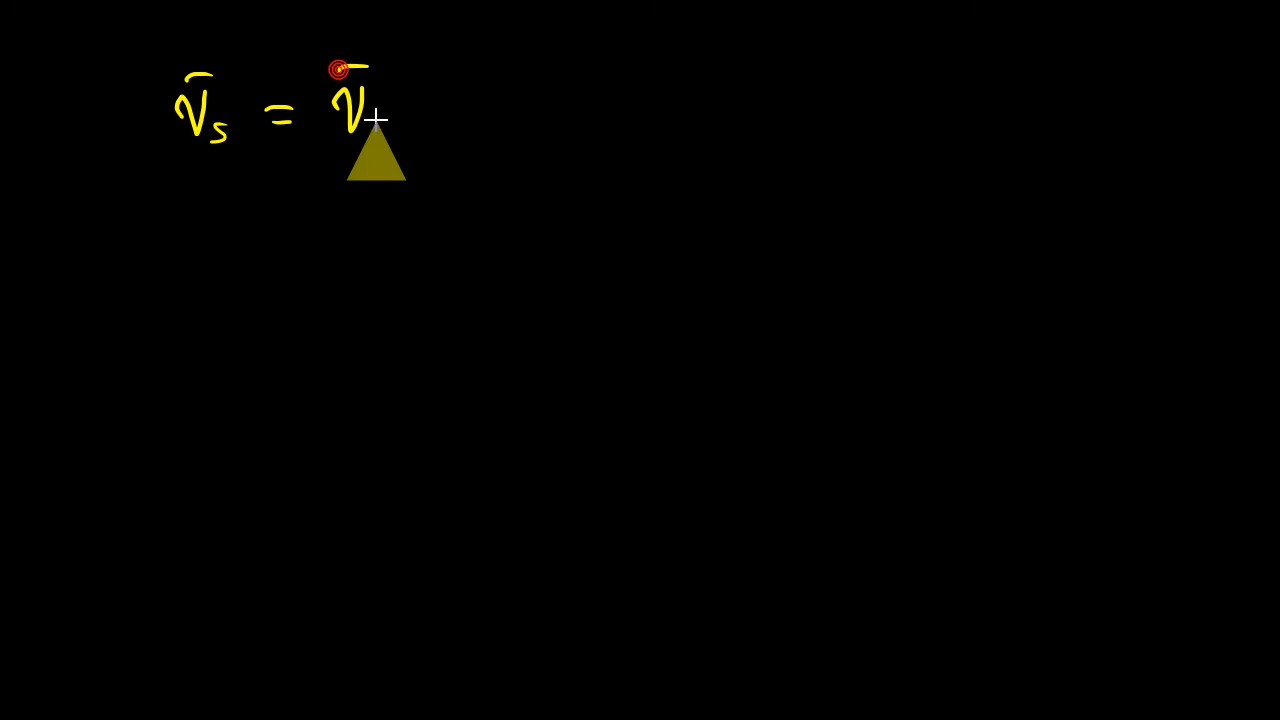 v̄ₛ = v̄